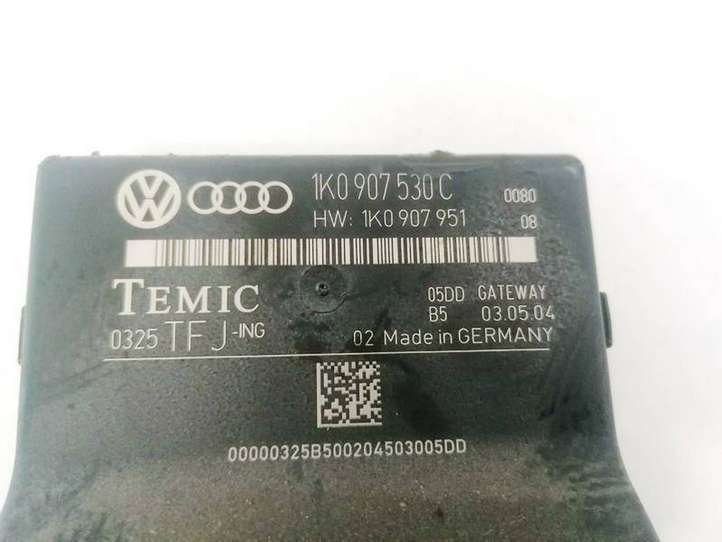 1K0 907 530 C 0080
HW: 1K0 907 951 08
TEMIC 05DD GATEWAY
B5 03.05.04
0325 TFJ-ING 02 Made in GERMANY
00000325B500204503005DD